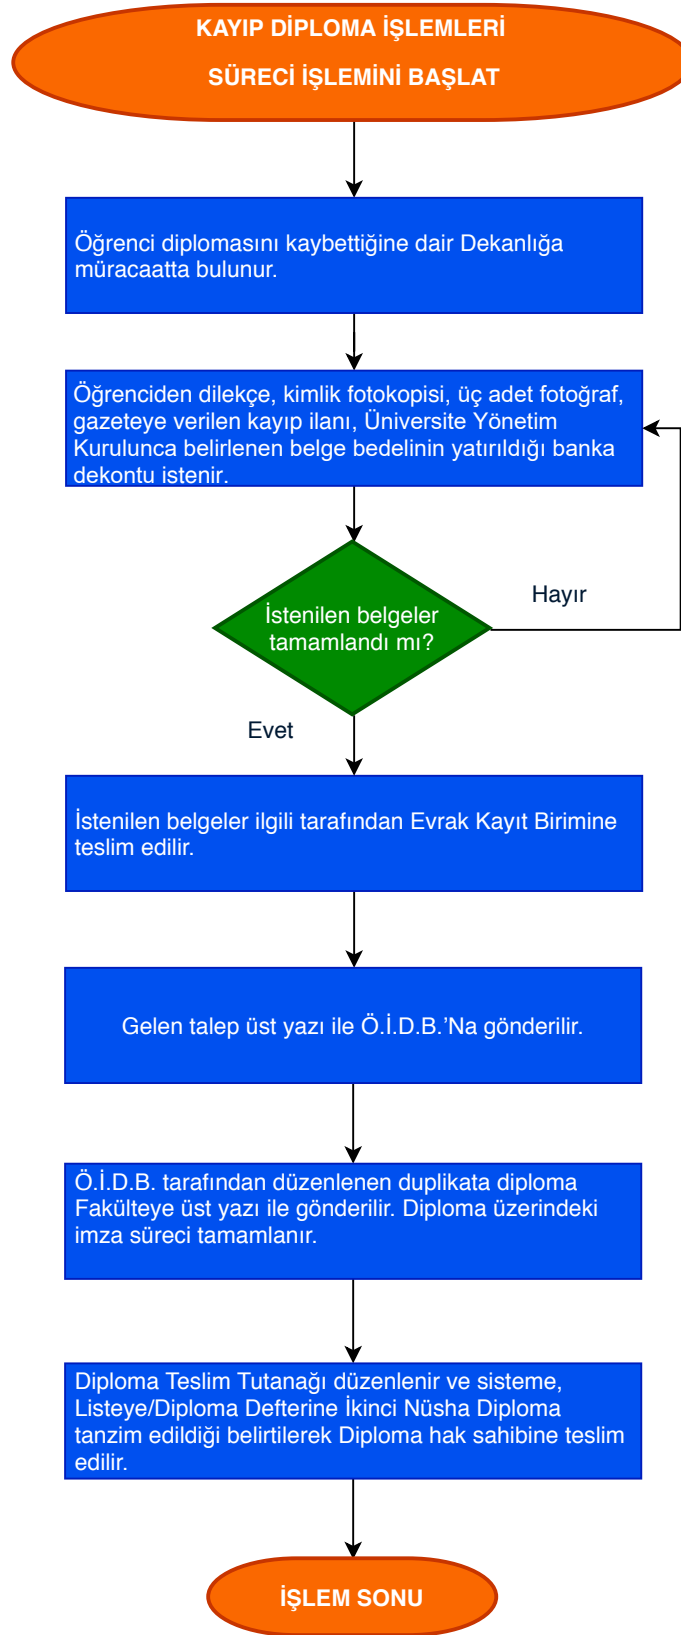 KAYIP DİPLOMA İŞLEMLERİ
SÜRECİ İŞLEMİNİ BAŞLAT
Öğrenci diplomasını kaybettiğine dair Dekanlığa
müracaatta bulunur.
Öğrenciden dilekçe, kimlik fotokopisi, üç adet fotoğraf,
gazeteye verilen kayıp ilanı, Üniversite Yönetim
Kurulunca belirlenen belge bedelinin yatırıldığı banka
dekontu istenir.
İstenilen belgeler
tamamlandı mı?
Hayır
Evet
İstenilen belgeler ilgili tarafından Evrak Kayıt Birimine
teslim edilir.
Gelen talep üst yazı ile Ö.İ.D.B.’Na gönderilir.
Ö.İ.D.B. tarafından düzenlenen duplikata diploma
Fakülteye üst yazı ile gönderilir. Diploma üzerindeki
imza süreci tamamlanır.
Diploma Teslim Tutanağı düzenlenir ve sisteme,
Listeye/Diploma Defterine İkinci Nüsha Diploma
tanzim edildiği belirtilerek Diploma hak sahibine teslim
edilir.
İŞLEM SONU